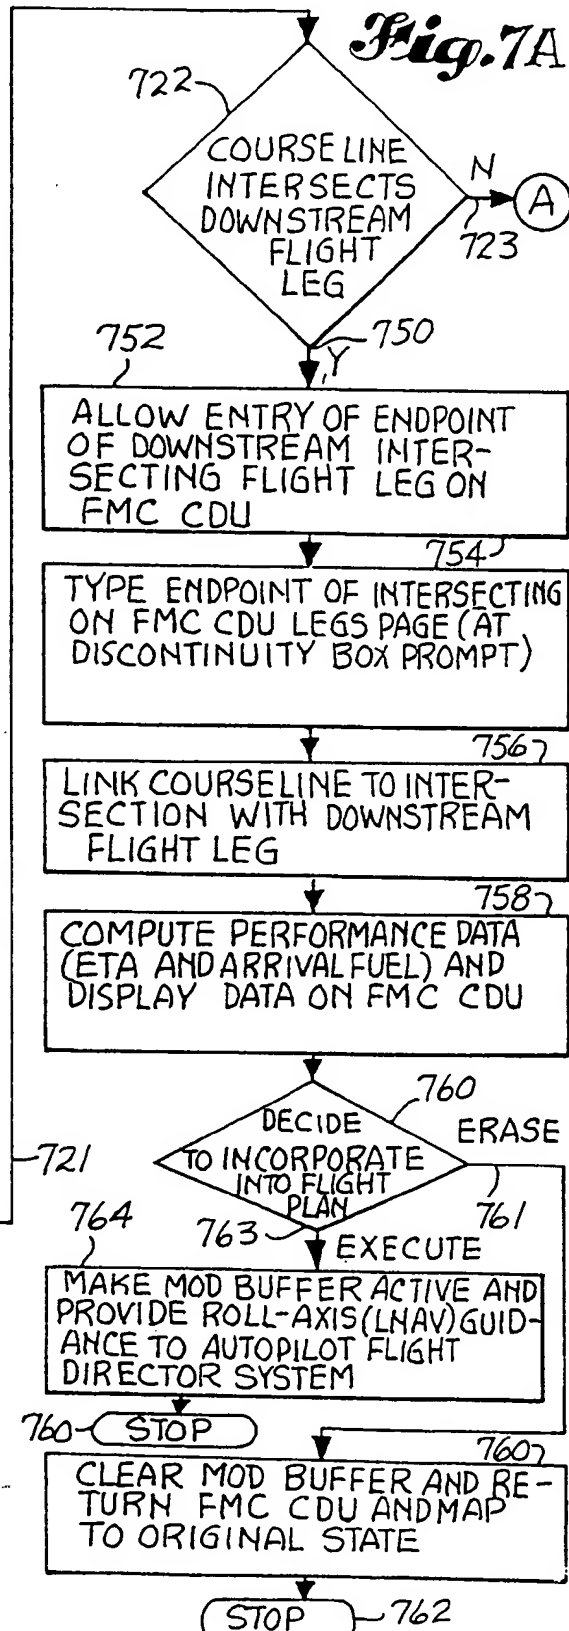 Fig. 7A
722
COURSE LINE
INTERSECTS
DOWNSTREAM
FLIGHT
LEG
N
A
723
750
Y
752
ALLOW ENTRY OF ENDPOINT
OF DOWNSTREAM INTER-
SECTING FLIGHT LEG ON
FMC CDU
754
TYPE ENDPOINT OF INTERSECTING
ON FMC CDU LEGS PAGE (AT
DISCONTINUITY BOX PROMPT)
756
LINK COURSELINE TO INTER-
SECTION WITH DOWNSTREAM
FLIGHT LEG
758
COMPUTE PERFORMANCE DATA
(ETA AND ARRIVAL FUEL) AND
DISPLAY DATA ON FMC CDU
760
DECIDE
TO INCORPORATE
INTO FLIGHT
PLAN
ERASE
761
721
764
763
EXECUTE
MAKE MOD BUFFER ACTIVE AND
PROVIDE ROLL-AXIS (LNAV) GUID-
ANCE TO AUTOPILOT FLIGHT
DIRECTOR SYSTEM
760
STOP
760
CLEAR MOD BUFFER AND RE-
TURN FMC CDU AND MAP
TO ORIGINAL STATE
STOP
762